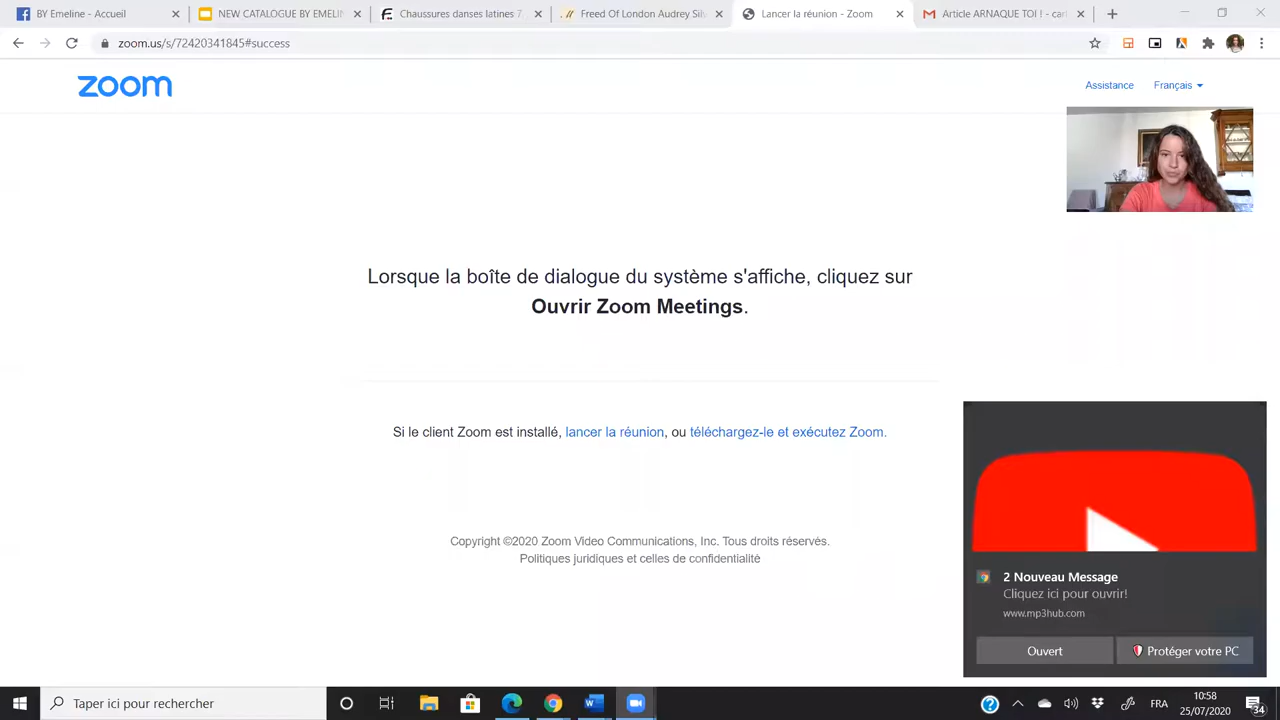 BY Emeline - Accueil
NEW CATALOGUE BY EMELIN
Chaussures danses latines 7
Freed Of London Audrey Silv
Lancer la réunion - Zoom
Article ARNAQUE TOI ! - car
zoom.us/s/72420341845#success
zoom
Assistance
Français
Lorsque la boîte de dialogue du système s'affiche, cliquez sur
Ouvrir Zoom Meetings.
Si le client Zoom est installé, lancer la réunion, ou téléchargez-le et exécutez Zoom.
Copyright ©2020 Zoom Video Communications, Inc. Tous droits réservés.
Politiques juridiques et celles de confidentialité
2 Nouveau Message
Cliquez ici pour ouvrir!
www.mp3hub.com
Ouvert
Protéger votre PC
Taper ici pour rechercher
FRA
10:58
25/07/2020
34